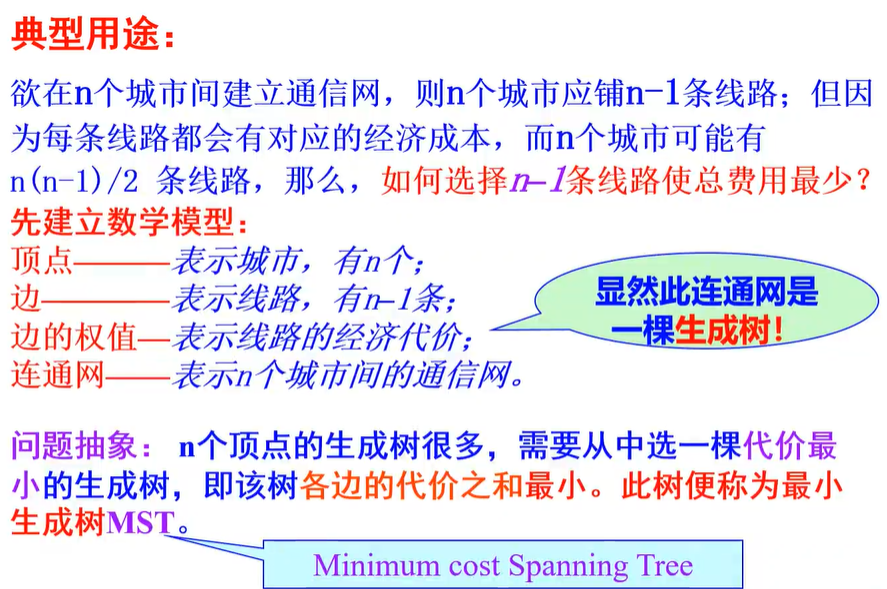 典型用途：
欲在n个城市间建立通信网，则n个城市应铺n-1条线路；但因
为每条线路都会有对应的经济成本，而n个城市可能有
n(n-1)/2 条线路，那么，如何选择n–1条线路使总费用最少？
先建立数学模型：
顶点———表示城市，有n个；
边————表示线路，有n–1条；
边的权值—表示线路的经济代价；
连通网——表示n个城市间的通信网。
显然此连通网是
一棵生成树！
问题抽象： n个顶点的生成树很多，需要从中选一棵代价最
小的生成树，即该树各边的代价之和最小。此树便称为最小
生成树MST。
Minimum cost Spanning Tree